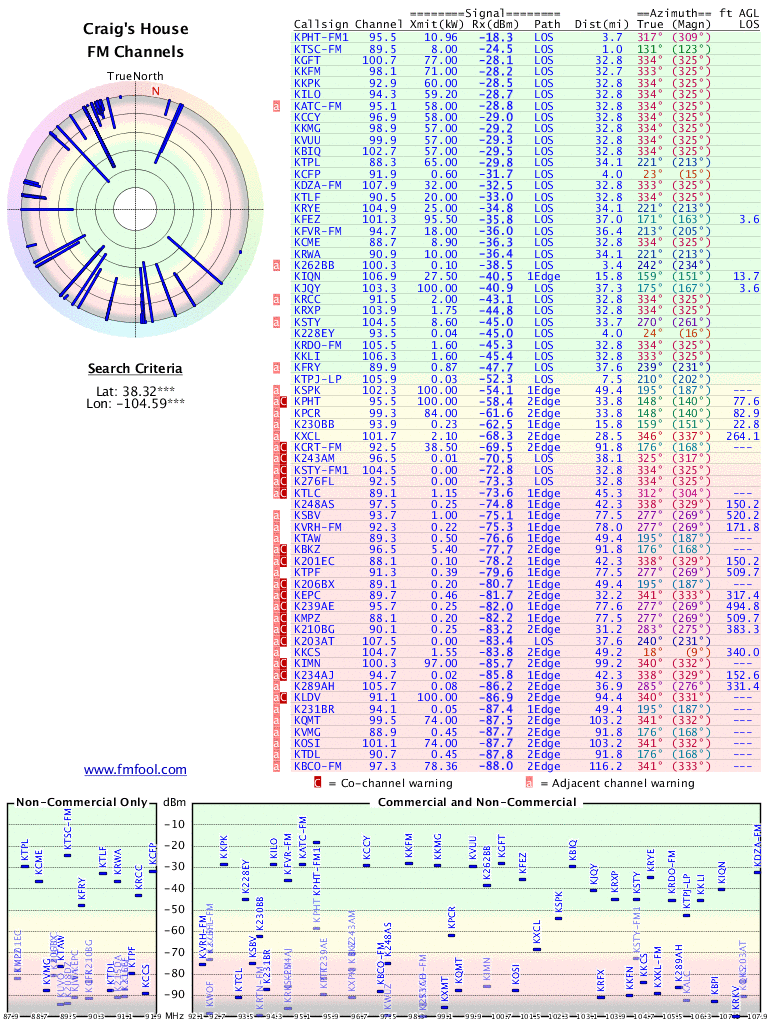 Craig's House
FM Channels
TrueNorth
N
Search Criteria
Lat: 38.32***
Lon: -104.59***
www.fmfool.com
========Signal======== ==Azimuth== ft AGL
Callsign Channel Xmit(kW) Rx(dBm) Path Dist(mi) True (Magn) LOS
KPHT-FM1 95.5 10.96 -18.3 LOS 3.7 317° (309°)
KTSC-FM 89.5 8.00 -24.5 LOS 1.0 131° (123°)
KGFT 100.7 77.00 -28.1 LOS 32.8 334° (325°)
KKFM 98.1 71.00 -28.2 LOS 32.7 333° (325°)
KKPK 92.9 60.00 -28.5 LOS 32.8 334° (325°)
KILO 94.3 59.20 -28.7 LOS 32.8 334° (325°)
a KATC-FM 95.1 58.00 -28.8 LOS 32.8 334° (325°)
KCCY 96.9 58.00 -29.0 LOS 32.8 334° (325°)
KKMG 98.9 57.00 -29.2 LOS 32.8 334° (325°)
KVUU 99.9 57.00 -29.3 LOS 32.8 334° (325°)
KBIQ 102.7 57.00 -29.5 LOS 32.8 334° (325°)
KTPL 88.3 65.00 -29.8 LOS 34.1 221° (213°)
KCFP 91.9 0.60 -31.7 LOS 4.0 23° (15°)
KDZA-FM 107.9 32.00 -32.5 LOS 32.8 333° (325°)
KTLF 90.5 20.00 -33.0 LOS 32.8 334° (325°)
KRYE 104.9 25.00 -34.8 LOS 34.1 221° (213°)
KFEZ 101.3 95.50 -35.8 LOS 37.0 171° (163°) 3.6
KFVR-FM 94.7 18.00 -36.0 LOS 36.4 213° (205°)
KCME 88.7 8.90 -36.3 LOS 32.8 334° (325°)
KRWA 90.9 10.00 -36.4 LOS 34.1 221° (213°)
a K262BB 100.3 0.10 -38.5 LOS 3.4 242° (234°)
KIQN 106.9 27.50 -40.5 1Edge 15.8 159° (151°) 13.7
KJQY 103.3 100.00 -40.9 LOS 37.3 175° (167°) 3.6
a KRCC 91.5 2.00 -43.1 LOS 32.8 334° (325°)
KRXP 103.9 1.75 -44.8 LOS 32.8 334° (325°)
a KSTY 104.5 8.60 -45.0 LOS 33.7 270° (261°)
K228EY 93.5 0.04 -45.0 LOS 4.0 24° (16°)
KRDO-FM 105.5 1.60 -45.3 LOS 32.8 334° (325°)
KKLI 106.3 1.60 -45.4 LOS 32.8 333° (325°)
a KFRY 89.9 0.87 -47.7 LOS 37.6 239° (231°)
KTPJ-LP 105.9 0.03 -52.3 LOS 7.5 210° (202°)
a KSPK 102.3 100.00 -54.1 1Edge 49.4 195° (187°) ---
aC KPHT 95.5 100.00 -58.4 1Edge 33.8 148° (140°) 77.6
a KPCR 99.3 84.00 -61.6 2Edge 33.8 148° (140°) 82.9
a K230BB 93.9 0.23 -62.5 1Edge 15.8 159° (151°) 22.8
a KXCL 101.7 2.10 -68.3 2Edge 28.5 346° (337°) 264.1
aC KCRT-FM 92.5 38.50 -69.5 2Edge 91.8 176° (168°) ---
aC K243AM 96.5 0.01 -70.5 LOS 38.1 325° (317°)
aC KSTY-FM1 104.5 0.00 -72.8 LOS 32.8 334° (325°)
aC K276FL 92.5 0.00 -73.3 LOS 32.8 334° (325°)
aC KTLC 89.1 1.15 -73.6 1Edge 45.3 312° (304°) ---
K248AS 97.5 0.25 -74.8 1Edge 42.3 338° (329°) 150.2
a KSBV 93.7 1.00 -75.1 1Edge 77.5 277° (269°) 520.2
a KVRH-FM 92.3 0.22 -75.3 1Edge 78.0 277° (269°) 171.8
a KTAW 89.3 0.50 -76.6 1Edge 49.4 195° (187°) ---
aC KBKZ 96.5 5.40 -77.7 2Edge 91.8 176° (168°) ---
aC K201EC 88.1 0.10 -78.2 1Edge 42.3 338° (329°) 150.2
a KTPF 91.3 0.39 -79.6 1Edge 77.5 277° (269°) 509.7
aC K206BX 89.1 0.20 -80.7 1Edge 49.4 195° (187°) ---
aC KEPC 89.7 0.46 -81.7 2Edge 32.2 341° (333°) 317.4
aC K239AE 95.7 0.25 -82.0 1Edge 77.6 277° (269°) 494.8
aC KMPZ 88.1 0.20 -82.2 1Edge 77.5 277° (269°) 509.7
aC K210BG 90.1 0.25 -83.2 2Edge 31.2 283° (275°) 383.3
aC K203AT 107.5 0.00 -83.4 LOS 37.6 240° (231°)
a KKCS 104.7 1.55 -83.8 2Edge 49.2 18° (9°) 340.0
aC KIMN 100.3 97.00 -85.7 2Edge 99.2 340° (332°) ---
aC K234AJ 94.7 0.02 -85.8 1Edge 42.3 338° (329°) 152.6
a K289AH 105.7 0.08 -86.2 2Edge 36.9 285° (276°) 331.4
aC KLDV 91.1 100.00 -86.9 2Edge 94.4 340° (331°) ---
a K231BR 94.1 0.05 -87.4 1Edge 49.4 195° (187°) ---
a KQMT 99.5 74.00 -87.5 2Edge 103.2 341° (332°) ---
a KVMG 88.9 0.45 -87.7 2Edge 91.8 176° (168°) ---
a KOSI 101.1 74.00 -87.7 2Edge 103.2 341° (332°) ---
a KTDL 90.7 0.45 -87.8 2Edge 91.8 176° (168°) ---
a KBCO-FM 97.3 78.36 -88.0 2Edge 116.2 341° (333°) ---
C = Co-channel warning a = Adjacent channel warning
Non-Commercial Only dBm Commercial and Non-Commercial
-10
-20
-30
-40
-50
-60
-70
-80
-90
MHz
KTPL KCME KTSC-FM KFRY KTLF KRWA KRCC KCFP
KVMG KTAW KTDL KTPF KCCS
KKPK K228EY K230BB KILO KFVR-FM KATC-FM KPHT-FM1 KCCY KKFM KKMG KVUU K262BB KGFT KFEZ KBIQ KJQY KRXP KSTY KRYE KRDO-FM KTPJ-LP KKLI KIQN KDZA-FM
KVRH-FM KSBV K231BR KPHT K248AS KBCO-FM KPCR KXCL KSPK KSTY-FM1
KTCL KXMT KQMT KIMN KOSI KRFX KKFN KKCS KXKL-FM K289AH KALC KBPI KRKV K203AT
87.9 88.7 89.5 90.3 91.1 91.9
92.1 92.7 93.5 94.3 95.1 95.9 96.7 97.5 98.3 99.1 99.9 100.7 101.5 102.3 103.1 103.9 104.7 105.5 106.3 107.1 107.9